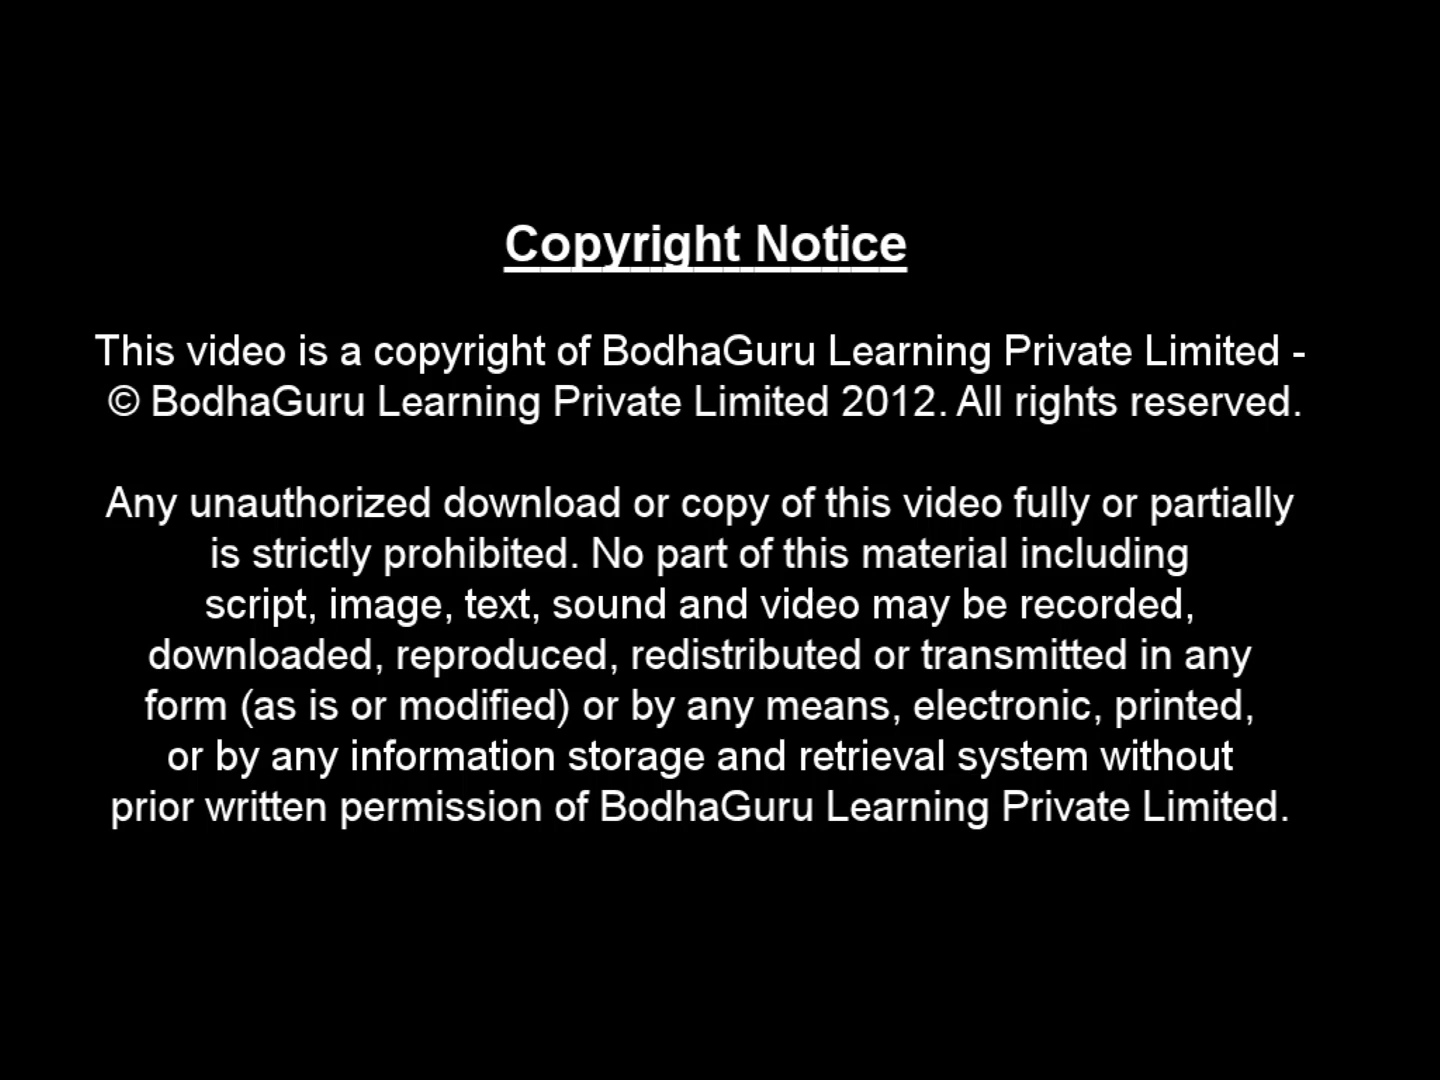 Copyright Notice
This video is a copyright of BodhaGuru Learning Private Limited -
© BodhaGuru Learning Private Limited 2012. All rights reserved.
Any unauthorized download or copy of this video fully or partially
is strictly prohibited. No part of this material including
script, image, text, sound and video may be recorded,
downloaded, reproduced, redistributed or transmitted in any
form (as is or modified) or by any means, electronic, printed,
or by any information storage and retrieval system without
prior written permission of BodhaGuru Learning Private Limited.